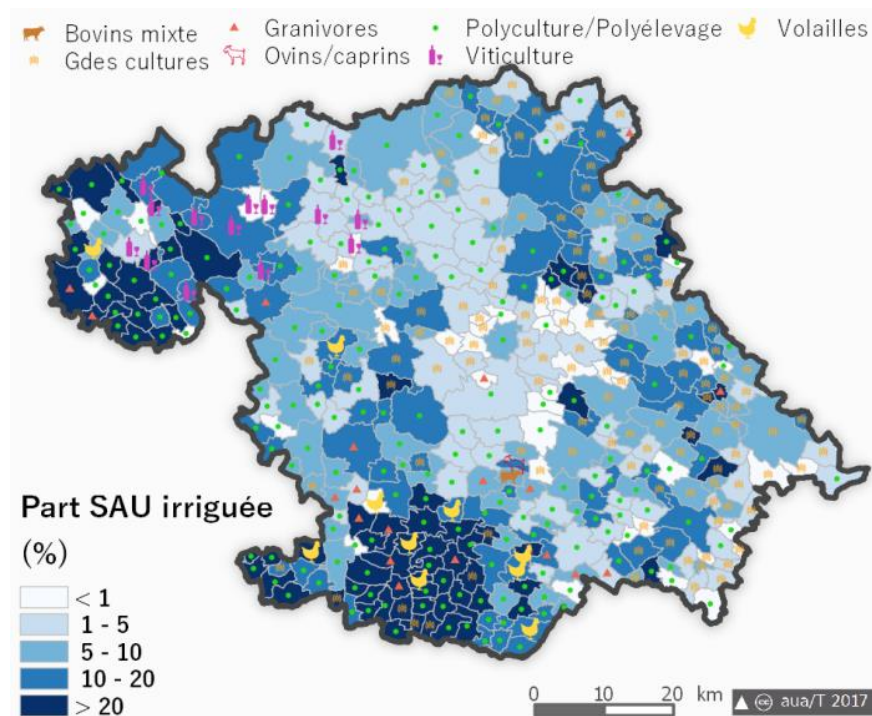 Bovins mixte Granivores Polyculture/Polyélevage Volailles
Gdes cultures Ovins/caprins Viticulture
Part SAU irriguée
(%)
< 1
1 - 5
5 - 10
10 - 20
> 20
0 10 20 km
cc aua/T 2017